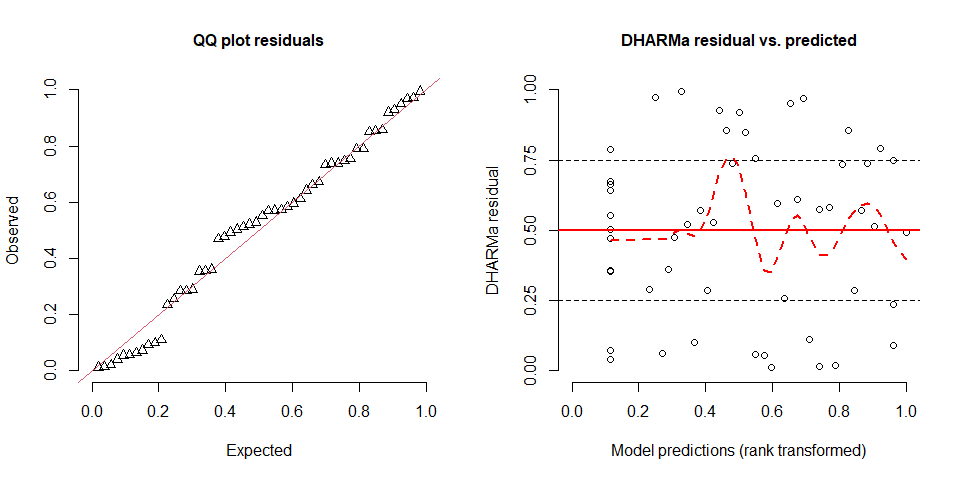 QQ plot residuals
Observed
0.0 0.2 0.4 0.6 0.8 1.0
0.0 0.2 0.4 0.6 0.8 1.0
Expected
DHARMa residual vs. predicted
DHARMa residual
0.00 0.25 0.50 0.75 1.00
0.0 0.2 0.4 0.6 0.8 1.0
Model predictions (rank transformed)